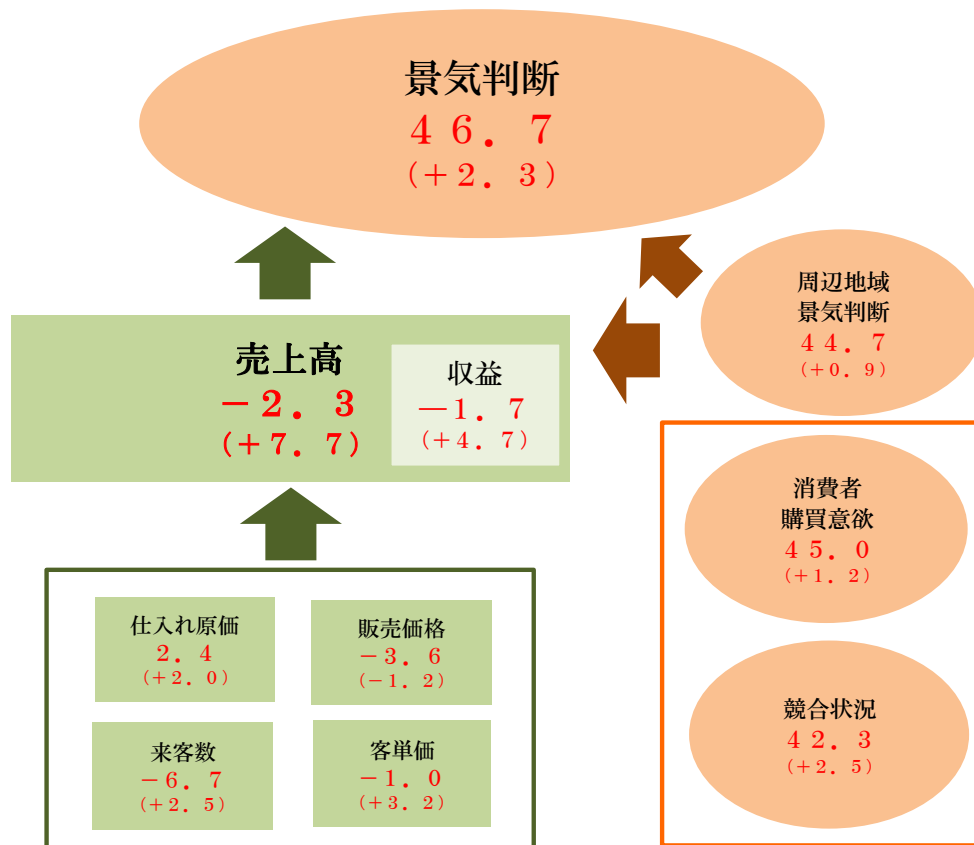 景気判断
４６．７
（＋２．３）
周辺地域
景気判断
４４．７
（＋０．９）
売上高
－２．３
（＋７．７）
収益
－１．７
（＋４．７）
消費者
購買意欲
４５．０
（＋１．２）
仕入れ原価
２．４
（＋２．０）
販売価格
－３．６
（－１．２）
来客数
－６．７
（＋２．５）
客単価
－１．０
（＋３．２）
競合状況
４２．３
（＋２．５）